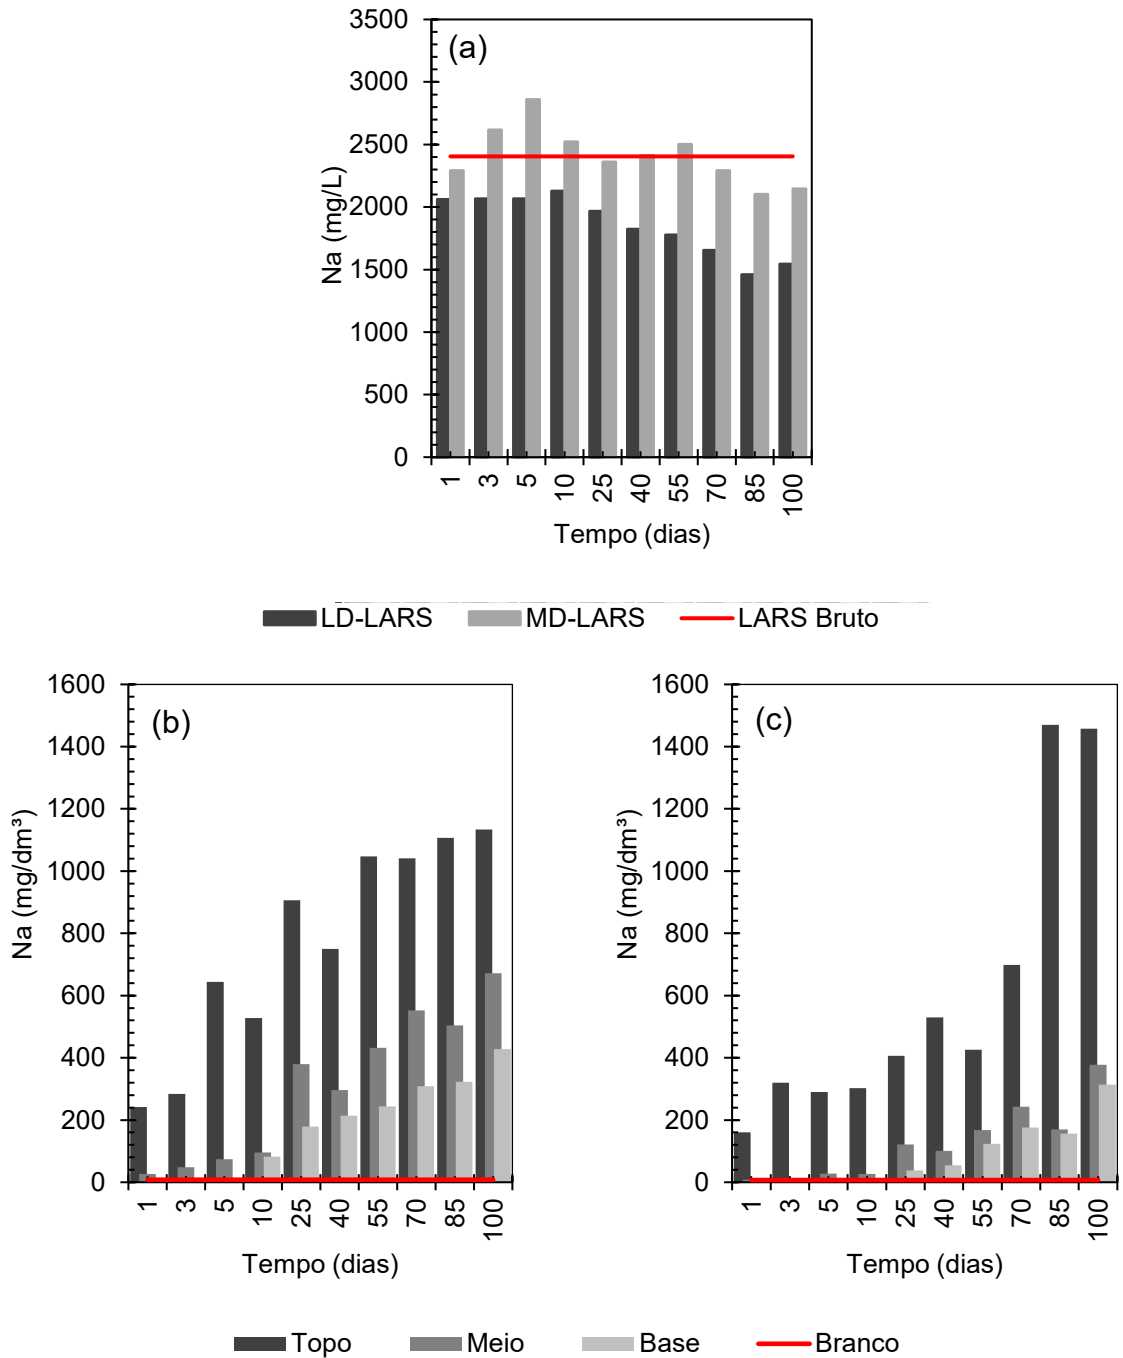 (a)
3500
3000
2500
2000
1500
1000
500
0
Na (mg/L)
1 3 5 10 25 40 55 70 85 100
Tempo (dias)
LD-LARS MD-LARS LARS Bruto
(b)
1600
1400
1200
1000
800
600
400
200
0
Na (mg/dm³)
1 3 5 10 25 40 55 70 85 100
Tempo (dias)
(c)
1600
1400
1200
1000
800
600
400
200
0
Na (mg/dm³)
1 3 5 10 25 40 55 70 85 100
Tempo (dias)
Topo Meio Base Branco